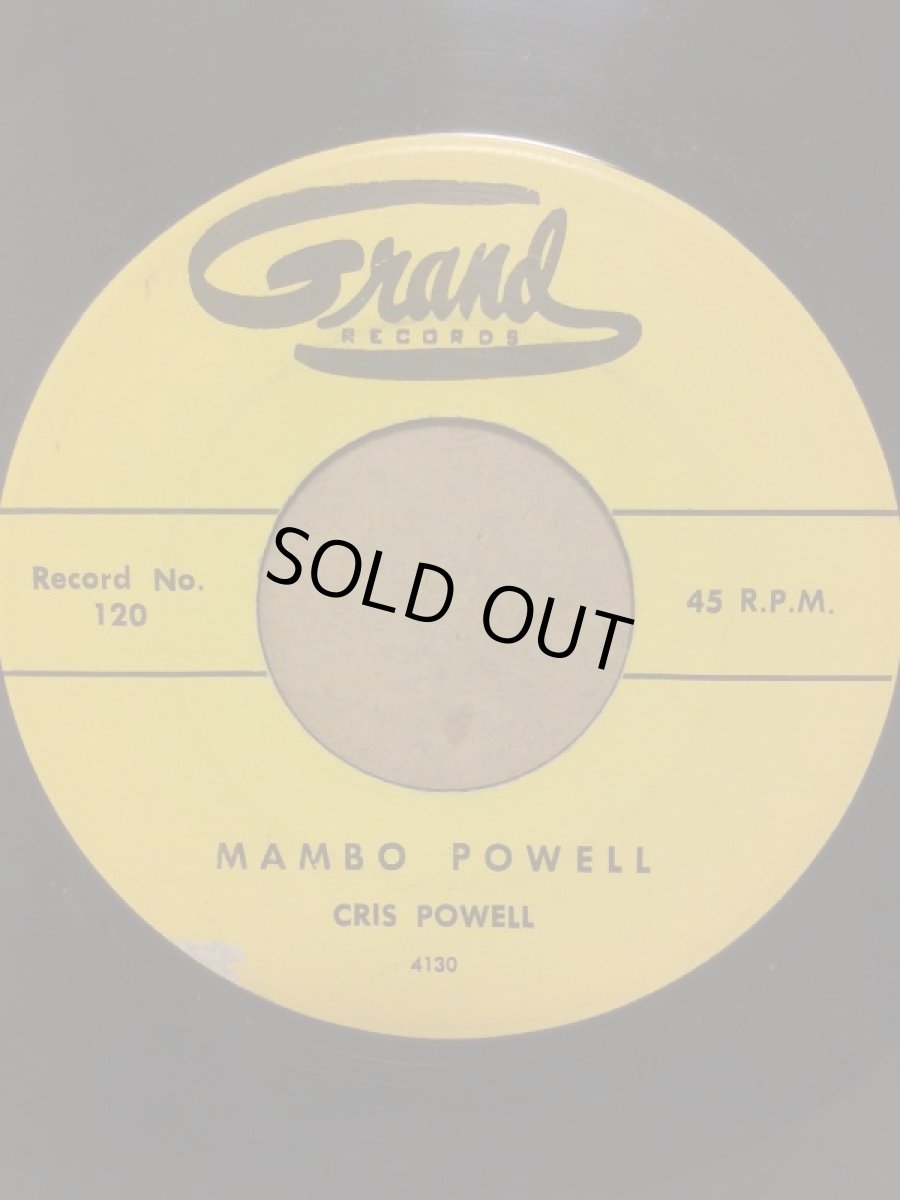 Grand
RECORDS
Record No.
120
45 R.P.M.
SOLD OUT
MAMBO POWELL
CRIS POWELL
4130